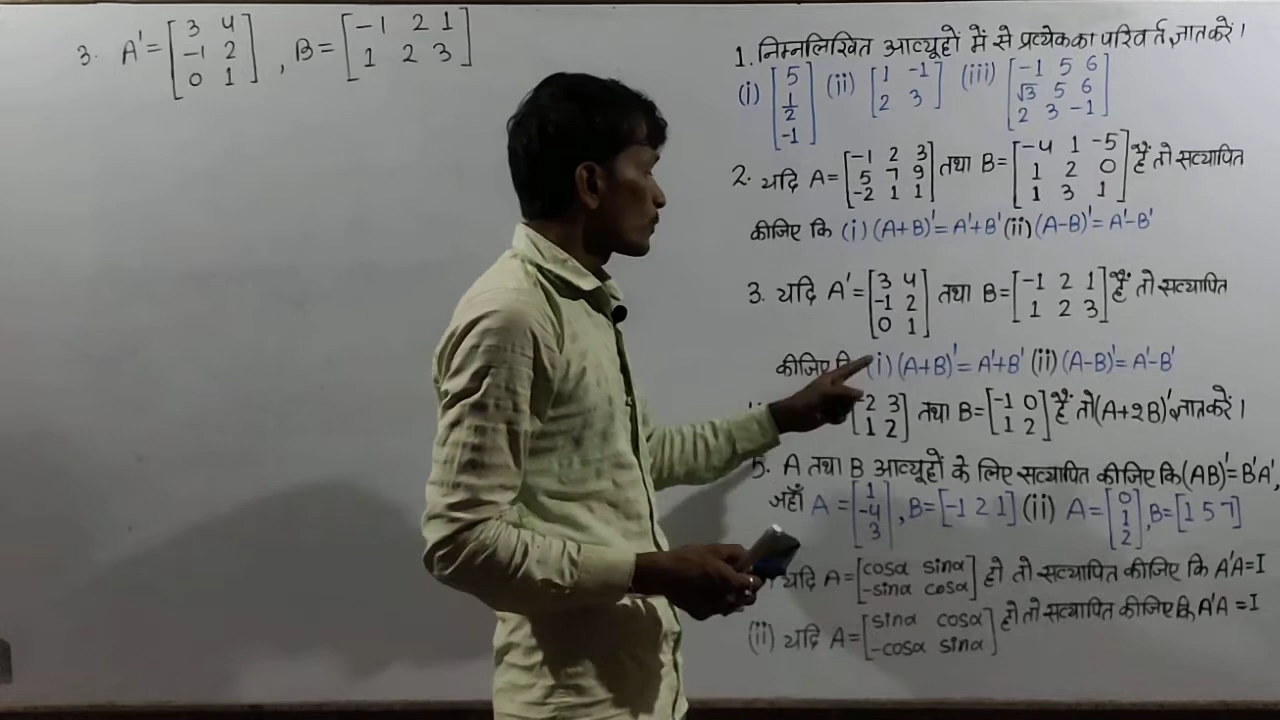 3. A' = [3 4
-1 2
0 1] , B = [-1 2 1
1 2 3]
1. निम्नलिखित आव्यूहों में से प्रत्येक का परिवर्त ज्ञात करें।
(i) [5
1/2
-1] (ii) [1 -1
2 3] (iii) [-1 5 6
√3 5 6
2 3 -1]
2. यदि A = [-1 2 3
5 7 9
-2 1 1] तथा B = [-4 1 -5
1 2 0
1 3 1] हैं तो सत्यापित
कीजिए कि (i) (A+B)' = A'+B' (ii) (A-B)' = A'-B'
3. यदि A' = [3 4
-1 2
0 1] तथा B = [-1 2 1
1 2 3] हैं तो सत्यापित
कीजिए (i) (A+B)' = A'+B' (ii) (A-B)' = A'-B'
[-2 3
1 2] तथा B = [-1 0
1 2] हैं तो (A+2B)' ज्ञात करें।
5. A तथा B आव्यूहों के लिए सत्यापित कीजिए कि (AB)' = B'A',
जहाँ A = [1
-4
3] , B = [-1 2 1] (ii) A = [0
1
2] , B = [1 5 7]
यदि A = [cosα sinα
-sinα cosα] हो तो सत्यापित कीजिए कि A'A = I
(ii) यदि A = [sinα cosα
-cosα sinα] हो तो सत्यापित कीजिए कि A'A = I